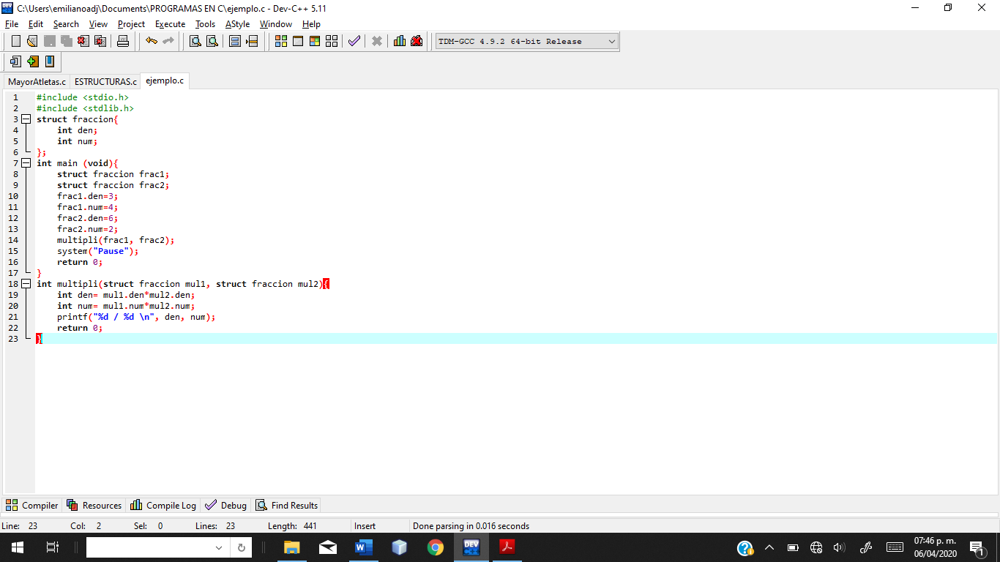 C:\Users\emilianoadj\Documents\PROGRAMAS EN C\ejemplo.c - Dev-C++ 5.11
File Edit Search View Project Execute Tools AStyle Window Help
TDM-GCC 4.9.2 64-bit Release
MayorAtletas.c ESTRUCTURAS.c ejemplo.c
1 #include <stdio.h>
2 #include <stdlib.h>
3 struct fraccion{
4 int den;
5 int num;
6 };
7 int main (void){
8 struct fraccion frac1;
9 struct fraccion frac2;
10 frac1.den=3;
11 frac1.num=4;
12 frac2.den=6;
13 frac2.num=2;
14 multipli(frac1, frac2);
15 system("Pause");
16 return 0;
17 }
18 int multipli(struct fraccion mul1, struct fraccion mul2){
19 int den= mul1.den*mul2.den;
20 int num= mul1.num*mul2.num;
21 printf("%d / %d \n", den, num);
22 return 0;
23 }
Compiler Resources Compile Log Debug Find Results
Line: 23 Col: 2 Sel: 0 Lines: 23 Length: 441 Insert Done parsing in 0.016 seconds
DEV
07:46 p. m.
06/04/2020
1